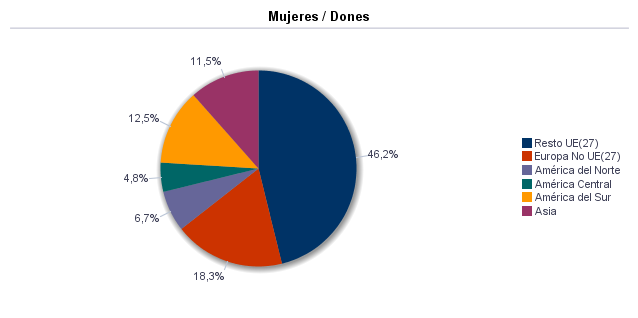 Mujeres / Dones
11,5%
12,5%
46,2%
4,8%
6,7%
18,3%
Resto UE(27)
Europa No UE(27)
América del Norte
América Central
América del Sur
Asia